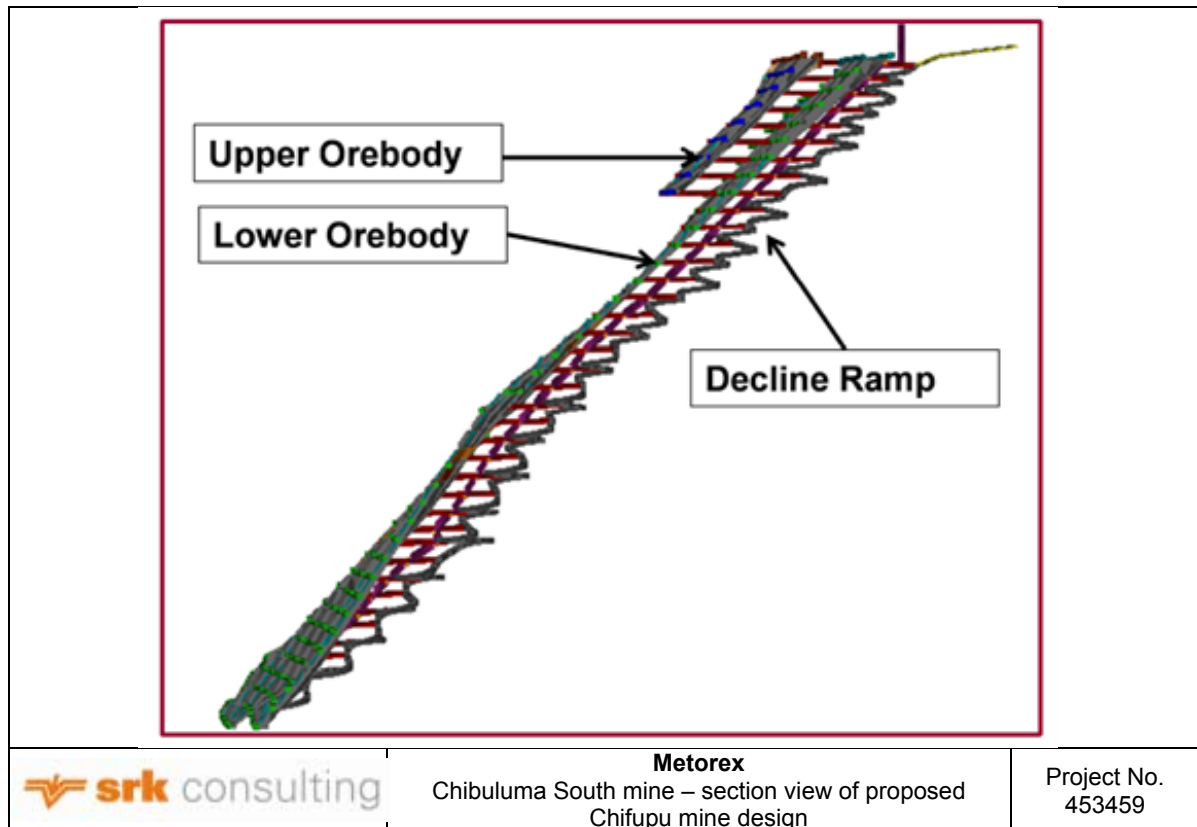 Upper Orebody
Lower Orebody
Decline Ramp
srk consulting
Metorex
Chibuluma South mine – section view of proposed
Chifupu mine design
Project No.
453459